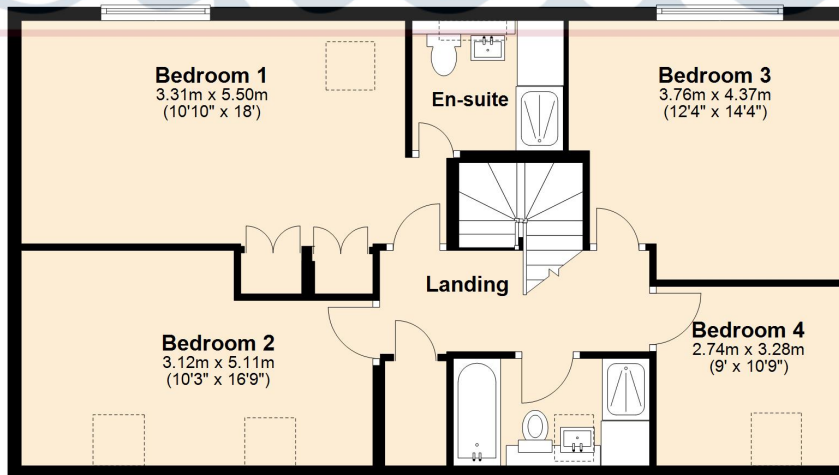 Bedroom 1
3.31m x 5.50m
(10'10" x 18')
En-suite
Bedroom 3
3.76m x 4.37m
(12'4" x 14'4")
Landing
Bedroom 2
3.12m x 5.11m
(10'3" x 16'9")
Bedroom 4
2.74m x 3.28m
(9' x 10'9")